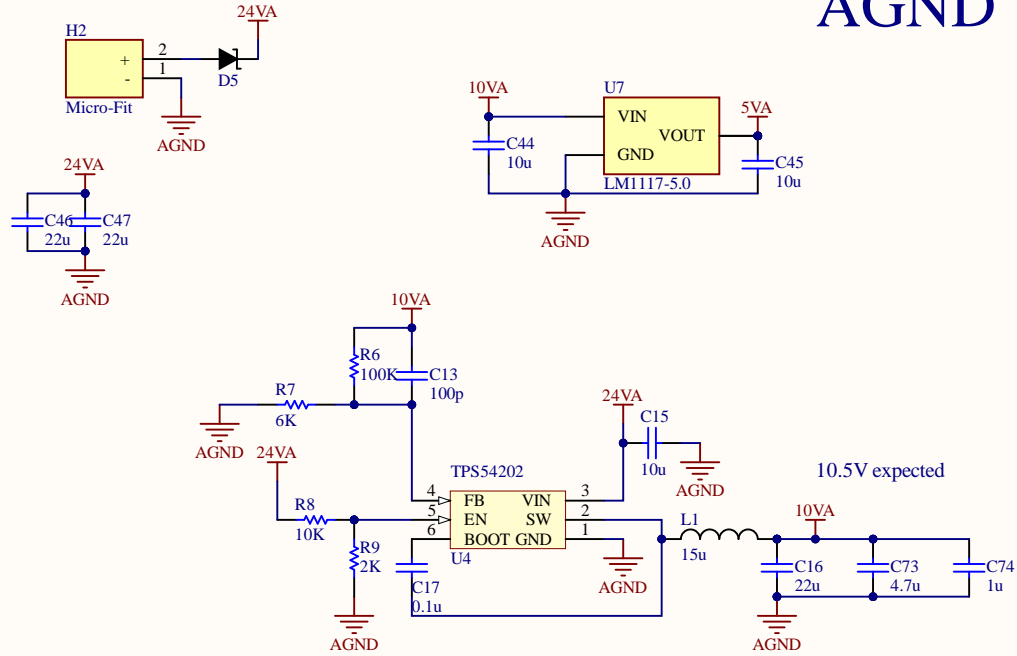 AGND
24VA
H2
+
2
-
1
D5
Micro-Fit
AGND
10VA
U7
5VA
VIN
VOUT
GND
C44
10u
C45
10u
LM1117-5.0
AGND
24VA
C46
22u
C47
22u
AGND
10VA
R6
100K
C13
100p
R7
6K
AGND
24VA
C15
10u
AGND
24VA
TPS54202
10.5V expected
R8
10K
4
FB
VIN
3
5
EN
SW
2
6
BOOT
GND
1
U4
R9
2K
AGND
C17
0.1u
AGND
L1
15u
10VA
C16
22u
C73
4.7u
C74
1u
AGND